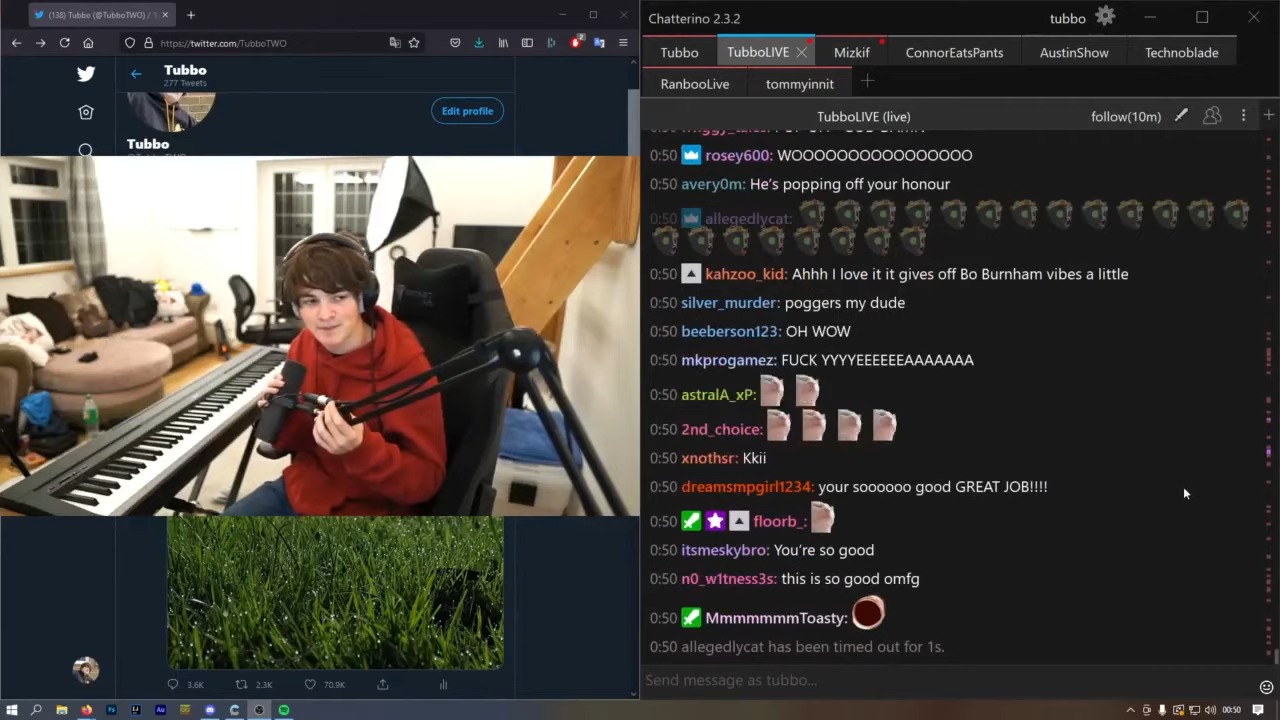 (138) Tubbo (@TubboTWO) / T
https://twitter.com/TubboTWO
Tubbo
277 Tweets
Edit profile
Tubbo
3.6K
2.3K
70.9K
Chatterino 2.3.2
tubbo
Tubbo
TubboLIVE
Mizkif
ConnorEatsPants
AustinShow
Technoblade
RanbooLive
tommyinnit
TubboLIVE (live)
follow(10m)
0:50 rosey600: WOOOOOOOOOOOOOOOO
0:50 avery0m: He's popping off your honour
0:50 allegedlycat:
0:50 kahzoo_kid: Ahhh I love it it gives off Bo Burnham vibes a little
0:50 silver_murder: poggers my dude
0:50 beeberson123: OH WOW
0:50 mkprogamez: FUCK YYYYEEEEEEAAAAAAA
0:50 astralA_xP:
0:50 2nd_choice:
0:50 xnothsr: Kkii
0:50 dreamsmpgirl1234: your soooooo good GREAT JOB!!!!
0:50 floorb_:
0:50 itsmeskybro: You're so good
0:50 n0_w1tness3s: this is so good omfg
0:50 MmmmmmmToasty:
0:50 allegedlycat has been timed out for 1s.
Send message as tubbo...
00:50